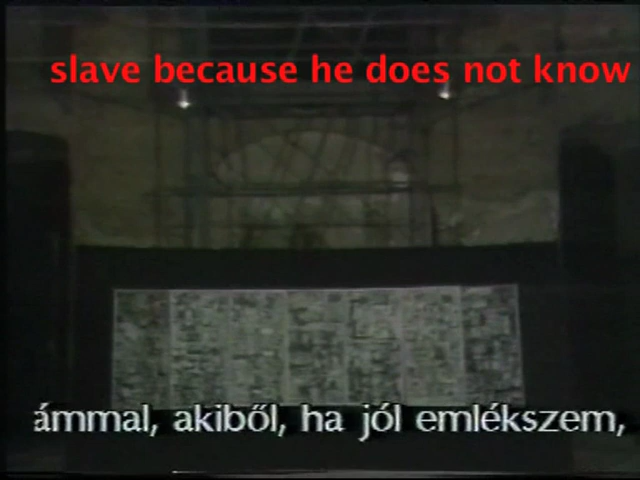 slave because he does not know
ámmal, akiből, ha jól emlékszem,